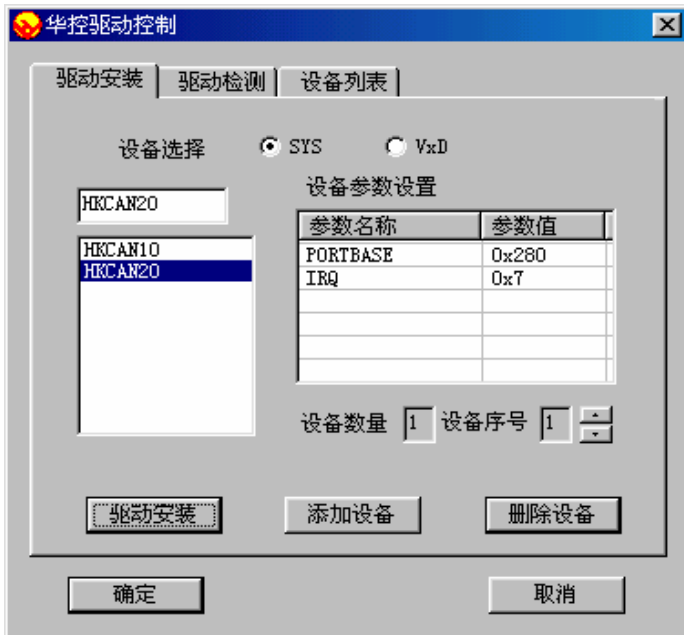 华控驱动控制
驱动安装 驱动检测 设备列表
设备选择 SYS VxD
设备参数设置
HKCAN20
参数名称 参数值
HKCAN10
HKCAN20
PORTBASE 0x280
IRQ 0x7
设备数量 1 设备序号 1
驱动安装 添加设备 删除设备
确定 取消